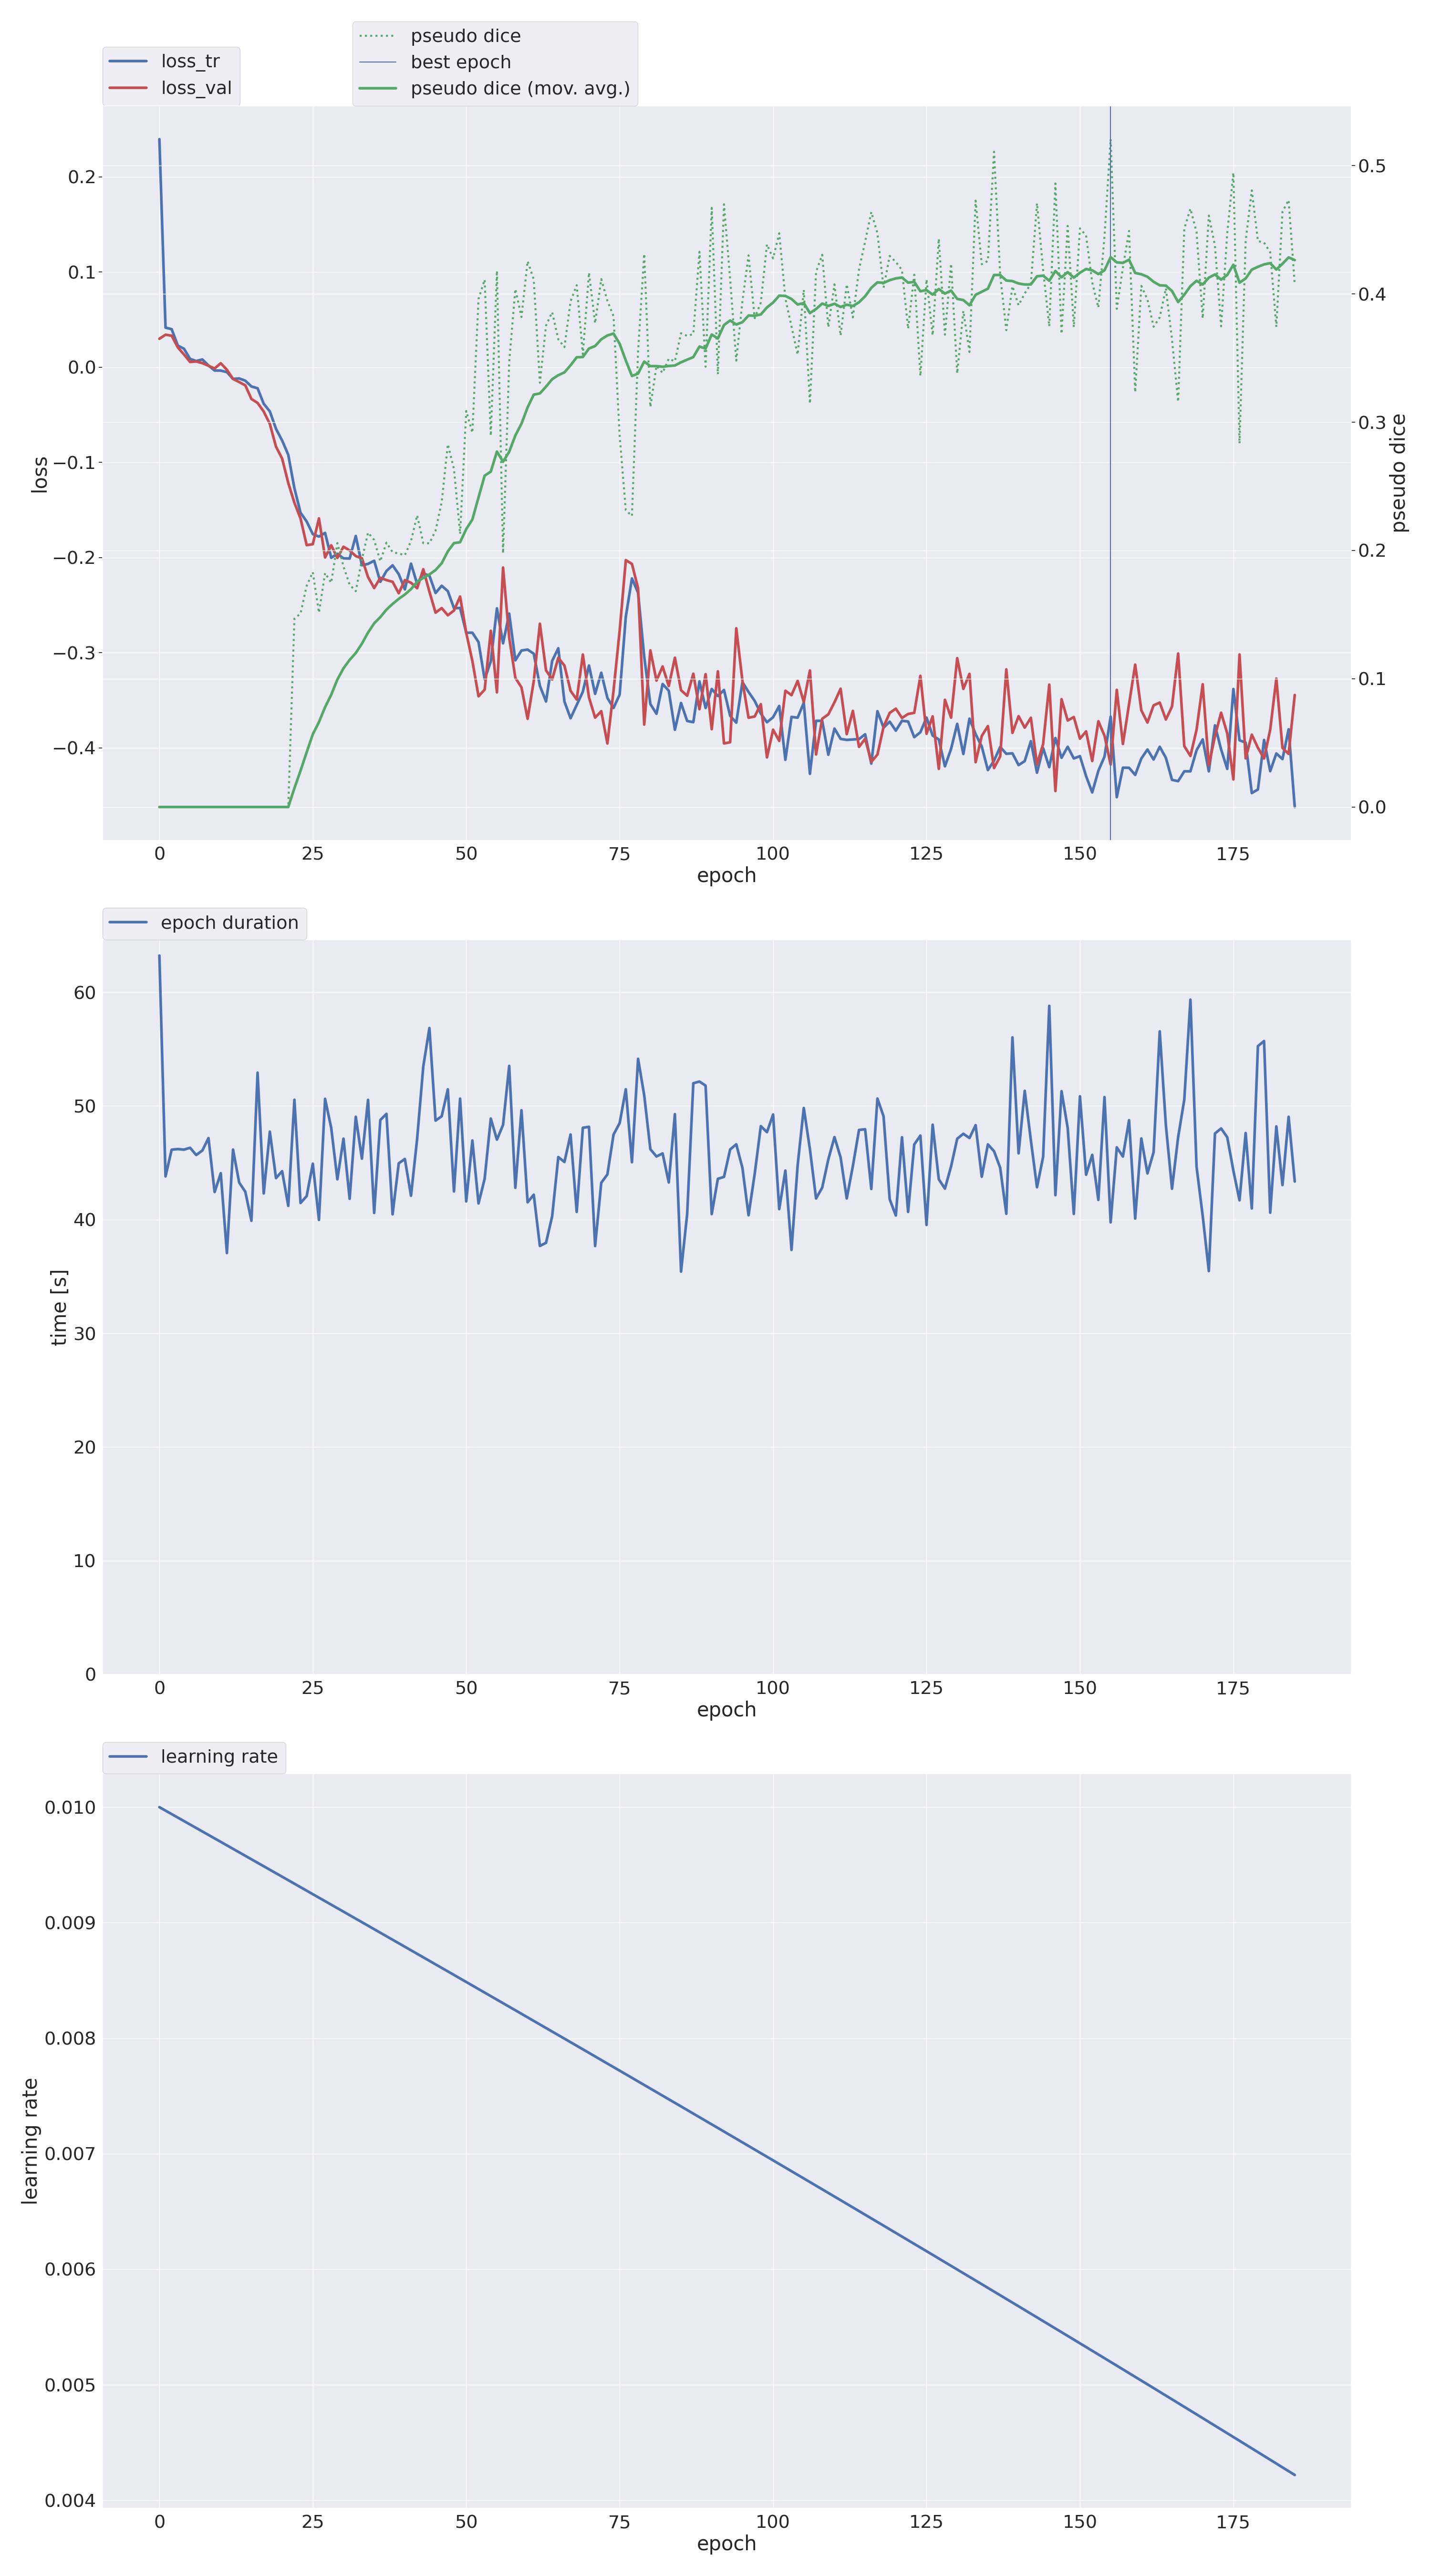 pseudo dice
loss_tr
best epoch
loss_val
pseudo dice (mov. avg.)
0.2
0.1
0.0
−0.1
−0.2
−0.3
−0.4
loss
0.5
0.4
0.3
0.2
0.1
0.0
pseudo dice
0 25 50 75 100 125 150 175
epoch
epoch duration
60
50
40
30
20
10
0
time [s]
0 25 50 75 100 125 150 175
epoch
learning rate
0.010
0.009
0.008
0.007
0.006
0.005
0.004
learning rate
0 25 50 75 100 125 150 175
epoch